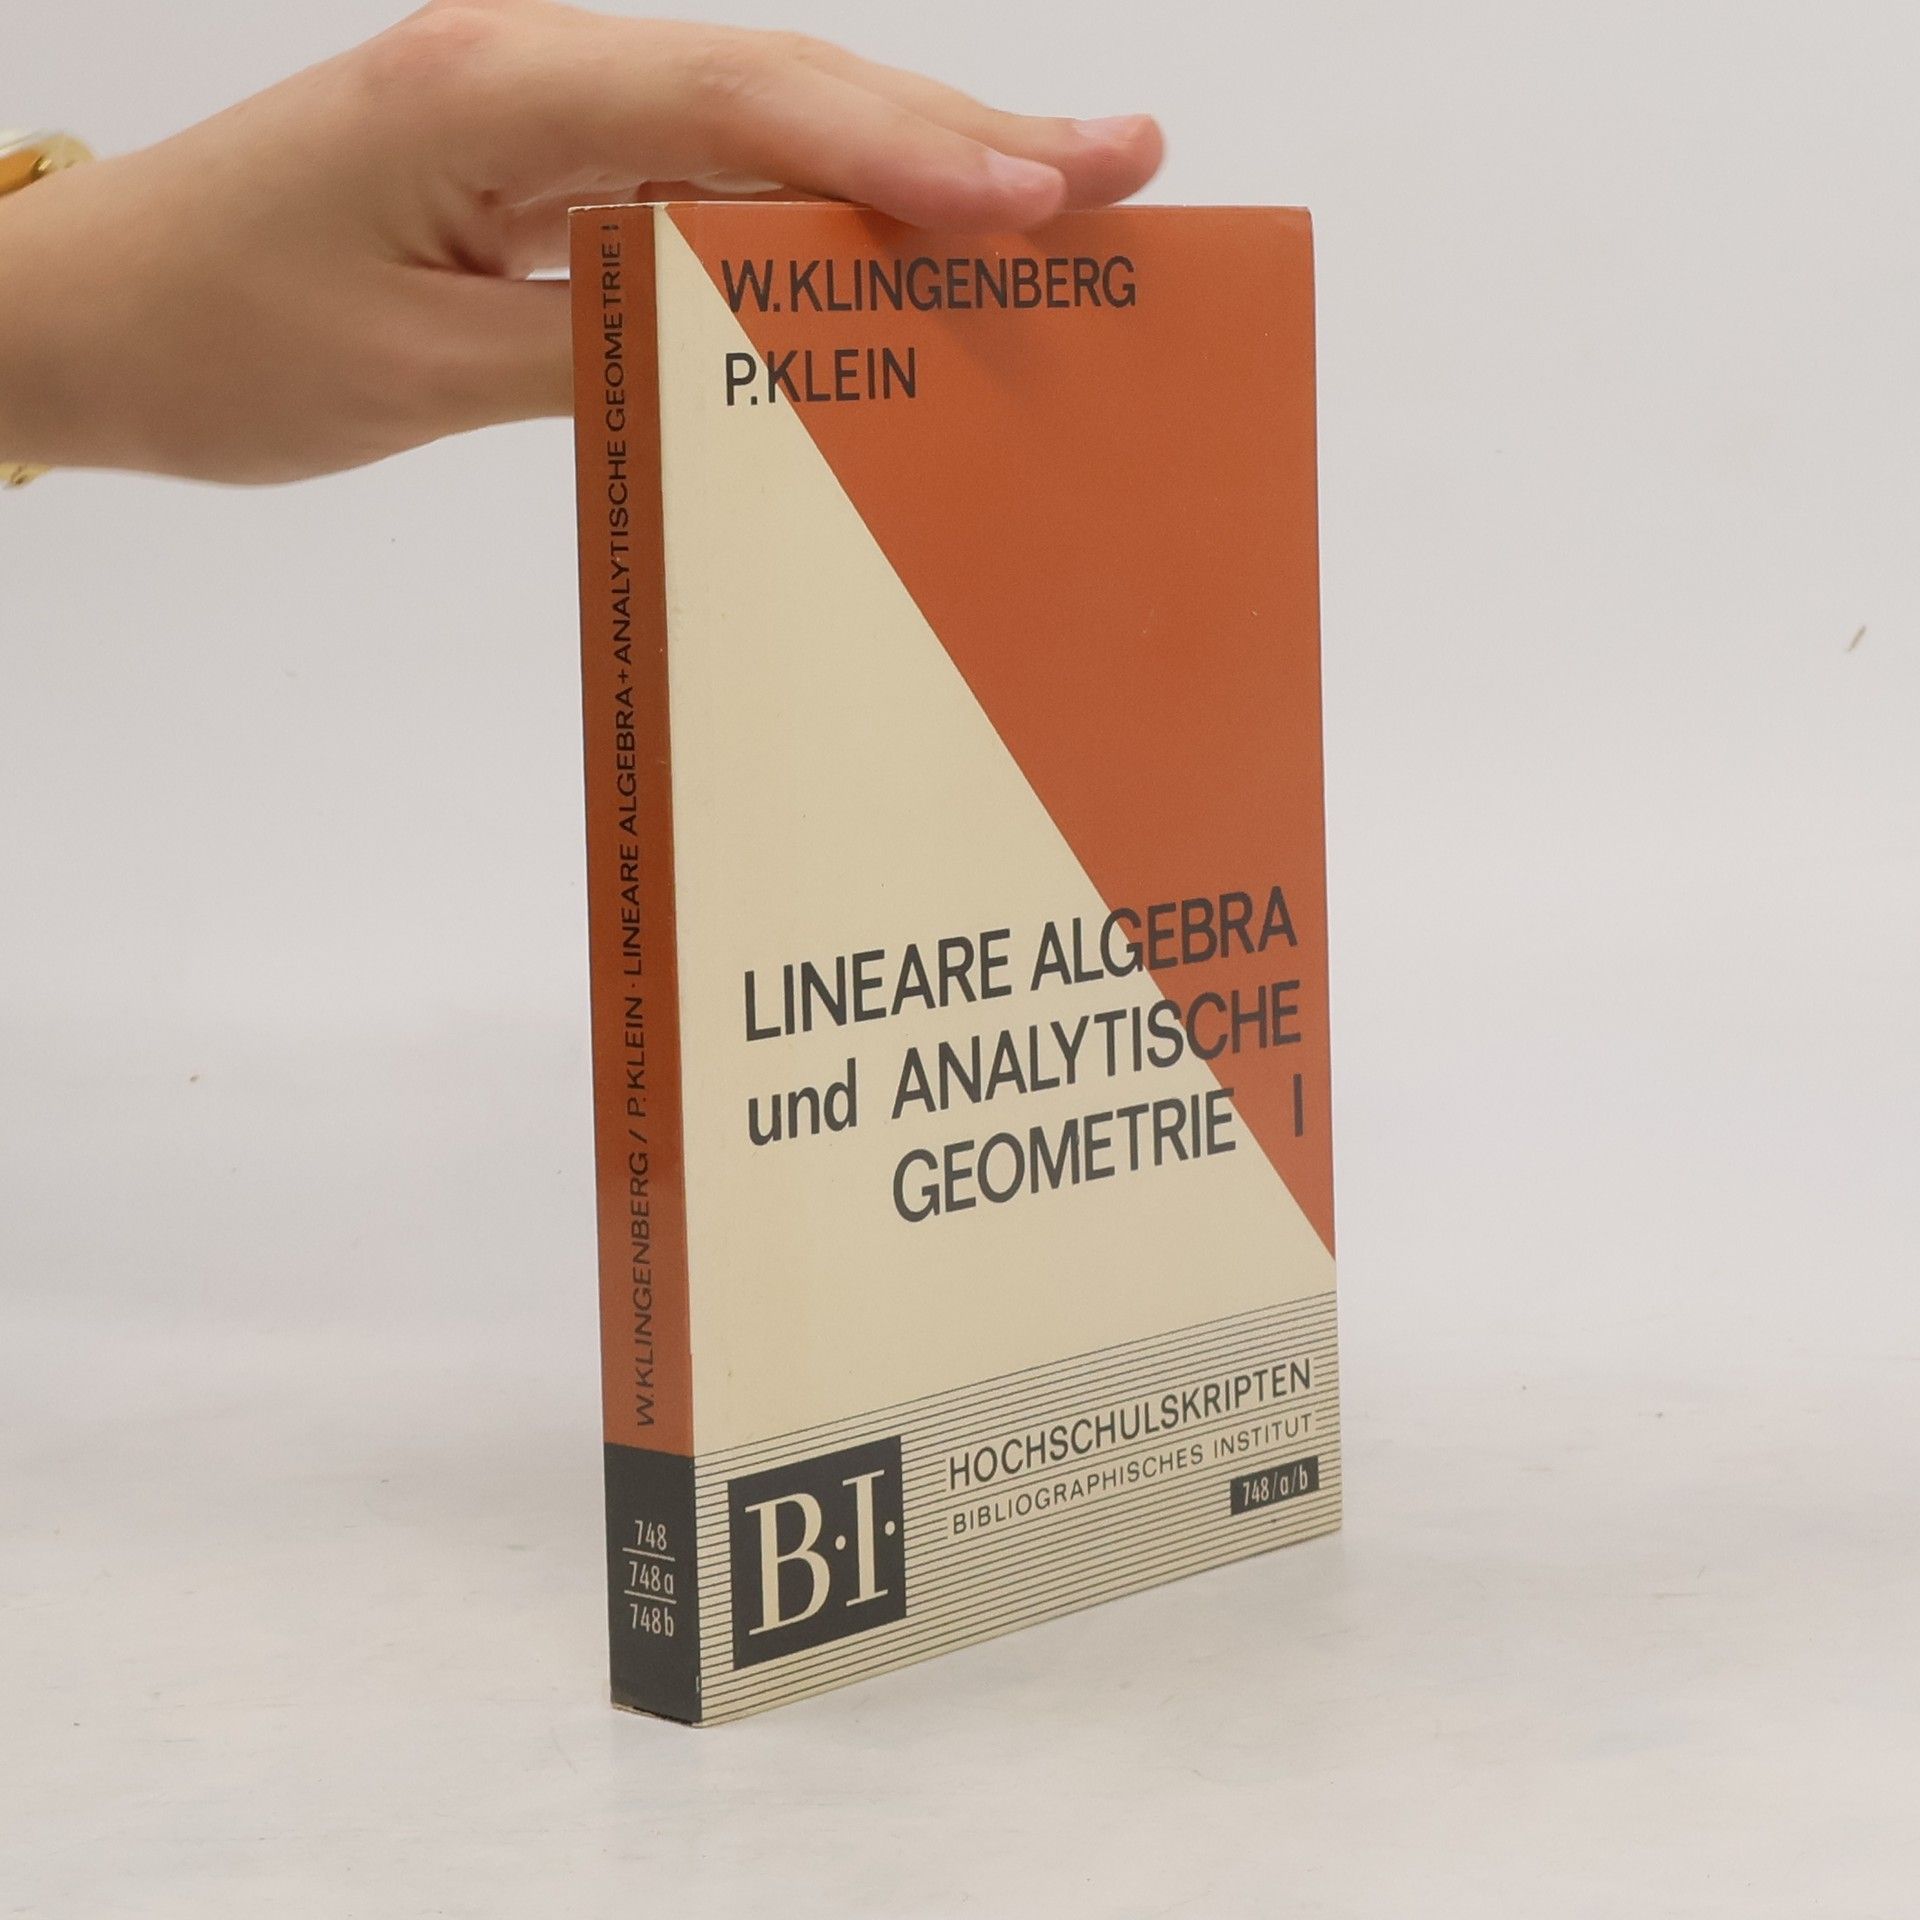 W. KLINGENBERG
P. KLEIN
LINEARE ALGEBRA
und ANALYTISCHE
GEOMETRIE I
B·I·
HOCHSCHULSKRIPTEN
BIBLIOGRAPHISCHES INSTITUT
748/a/b
W. KLINGENBERG / P. KLEIN · LINEARE ALGEBRA + ANALYTISCHE GEOMETRIE I
748
748a
748b